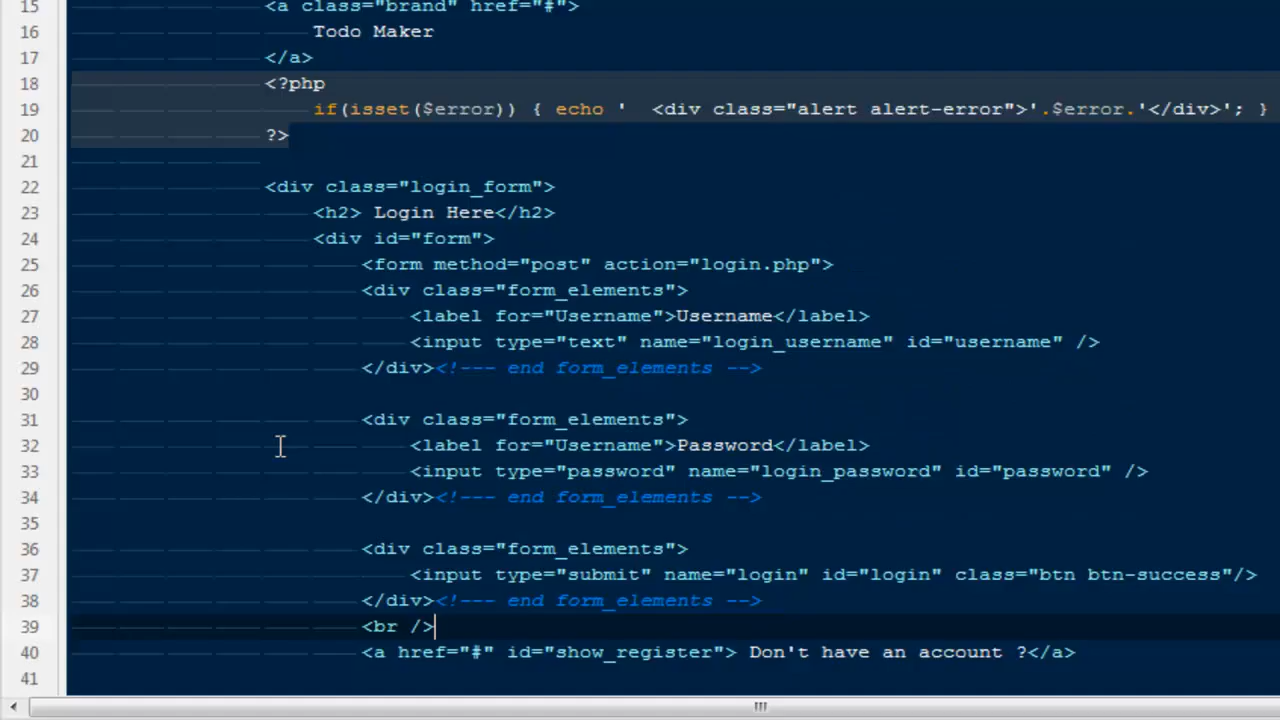 15 <a class="brand" href="#">
16 Todo Maker
17 </a>
18 <?php
19 if(isset($error)) { echo '  <div class="alert alert-error">'.$error.'</div>'; }
20 ?>
21
22 <div class="login_form">
23 <h2> Login Here</h2>
24 <div id="form">
25 <form method="post" action="login.php">
26 <div class="form_elements">
27 <label for="Username">Username</label>
28 <input type="text" name="login_username" id="username" />
29 </div><!--- end form_elements -->
30
31 <div class="form_elements">
32 <label for="Username">Password</label>
33 <input type="password" name="login_password" id="password" />
34 </div><!--- end form_elements -->
35
36 <div class="form_elements">
37 <input type="submit" name="login" id="login" class="btn btn-success"/>
38 </div><!--- end form_elements -->
39 <br />
40 <a href="#" id="show_register"> Don't have an account ?</a>
41